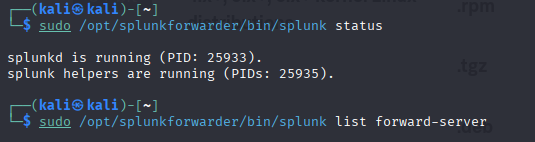 ┌──(kali㉿kali)-[~]
└─$ sudo /opt/splunkforwarder/bin/splunk status
splunkd is running (PID: 25933).
splunk helpers are running (PIDs: 25935).
┌──(kali㉿kali)-[~]
└─$ sudo /opt/splunkforwarder/bin/splunk list forward-server
.rpm
.tgz